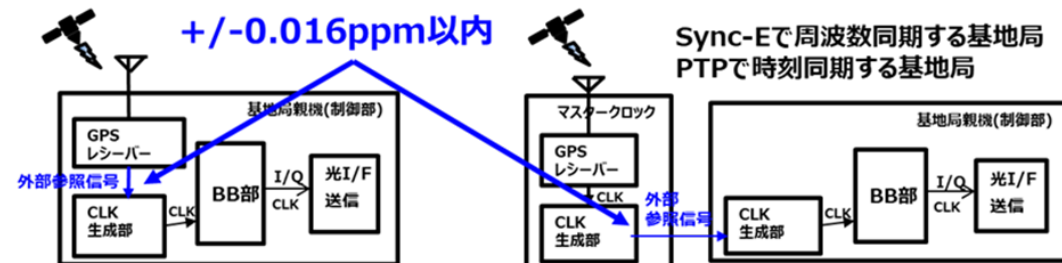 +/-0.016ppm以内
Sync-Eで周波数同期する基地局
PTPで時刻同期する基地局
基地局親機(制御部)
GPS
レシーバー
外部参照信号
CLK
生成部
CLK
BB部
I/Q
CLK
光I/F
送信
マスタークロック
GPS
レシーバー
CLK
CLK
生成部
外部
参照信号
基地局親機(制御部)
CLK
生成部
CLK
BB部
I/Q
CLK
光I/F
送信